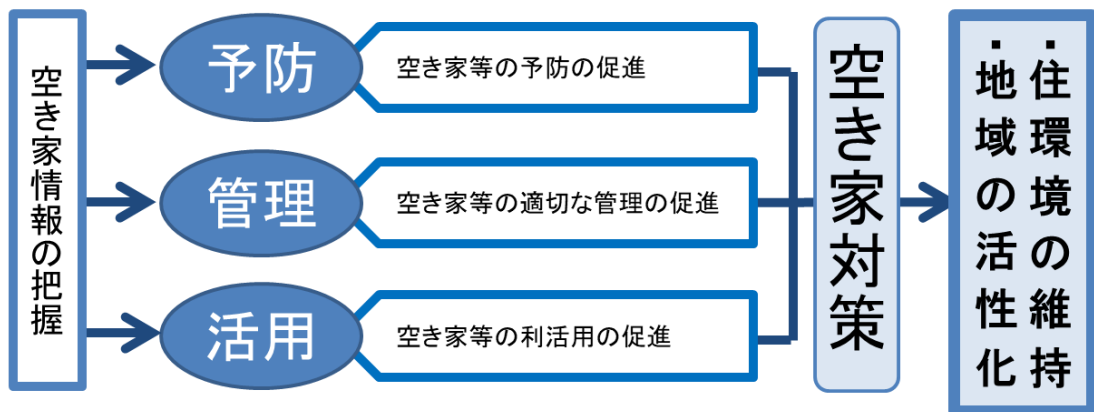 空き家情報の把握
予防
空き家等の予防の促進
管理
空き家等の適切な管理の促進
活用
空き家等の利活用の促進
空き家対策
・住環境の維持
・地域の活性化